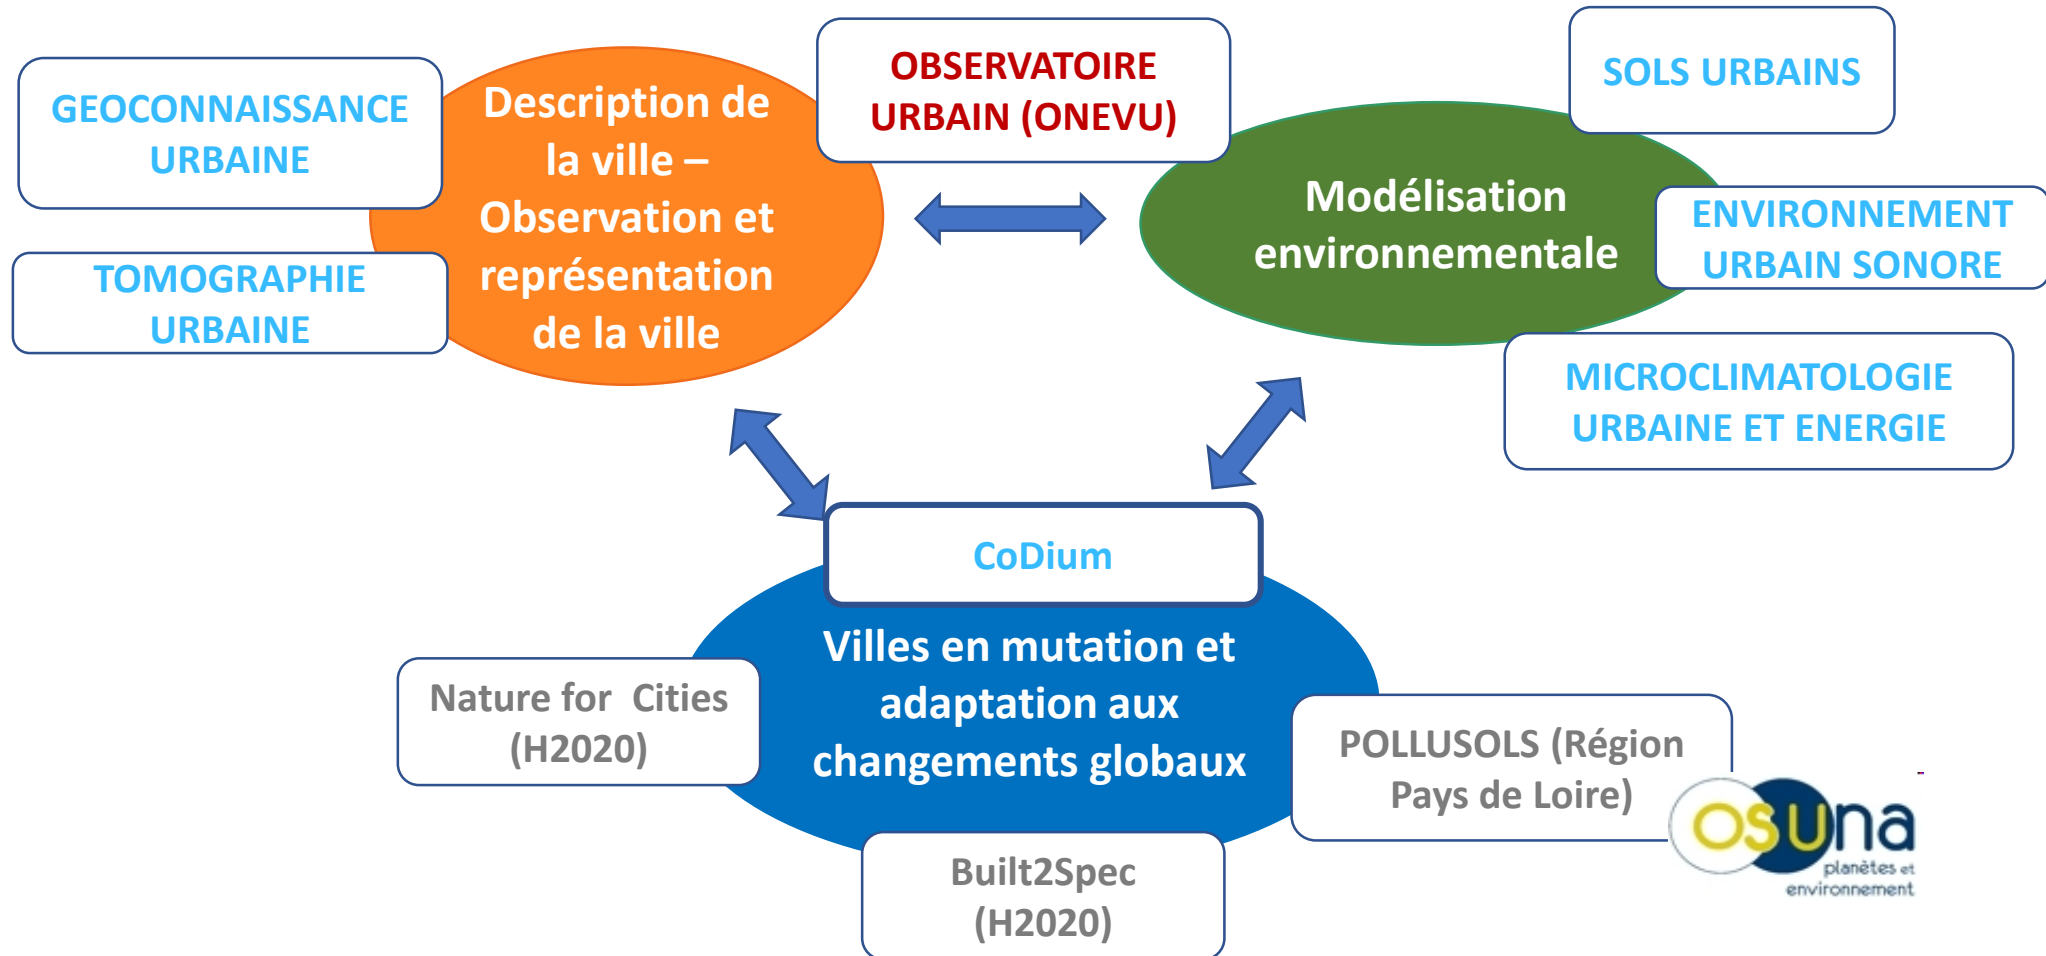 GEOCONNAISSANCE
URBAINE
TOMOGRAPHIE
URBAINE
Description de
la ville –
Observation et
représentation
de la ville
OBSERVATOIRE
URBAIN (ONEVU)
Modélisation
environnementale
SOLS URBAINS
ENVIRONNEMENT
URBAIN SONORE
MICROCLIMATOLOGIE
URBAINE ET ENERGIE
CoDium
Villes en mutation et
adaptation aux
changements globaux
Nature for Cities
(H2020)
Built2Spec
(H2020)
POLLUSOLS (Région
Pays de Loire)
osuna
planètes et
environnement